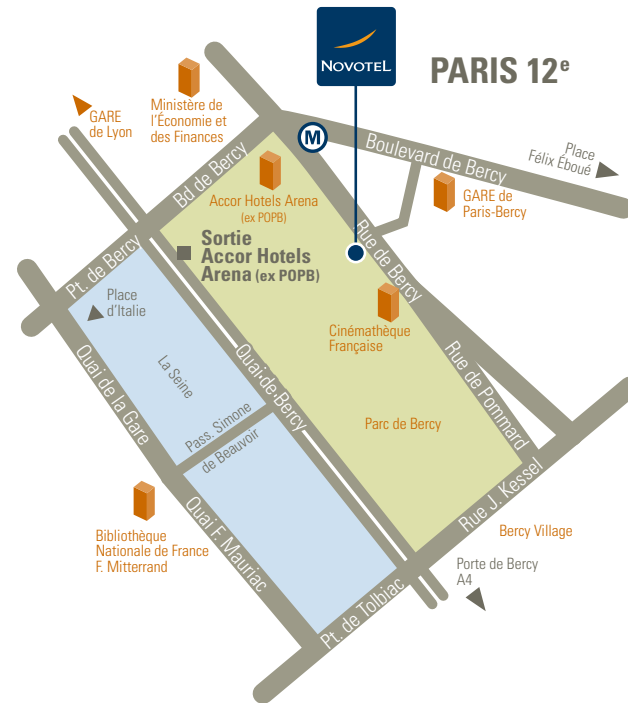 NOVOTEL
PARIS 12e
Ministère de
l'Économie et
des Finances
GARE
de Lyon
M
Boulevard de Bercy
Place
Félix Éboué
Bd de Bercy
Accor Hotels Arena
(ex POPB)
GARE de
Paris-Bercy
Sortie
Accor Hotels
Arena (ex POPB)
Rue de Bercy
Pt. de Bercy
Place
d'Italie
Cinémathèque
Française
La Seine
Quai de la Gare
Quai-de-Bercy
Rue de Pommard
Pass. Simone
de Beauvoir
Parc de Bercy
Rue J. Kessel
Bibliothèque
Nationale de France
F. Mitterrand
Quai F. Mauriac
Bercy Village
Porte de Bercy
A4
Pt. de Tolbiac